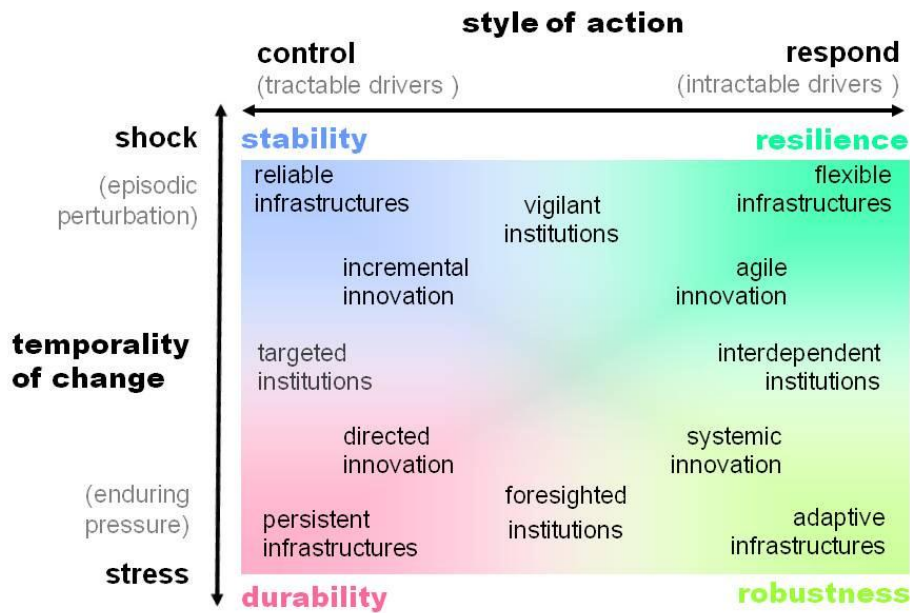 style of action
control
(tractable drivers )
respond
(intractable drivers )
shock
(episodic
perturbation)
temporality
of change
(enduring
pressure)
stress
stability
resilience
reliable
infrastructures
vigilant
institutions
flexible
infrastructures
incremental
innovation
agile
innovation
targeted
institutions
interdependent
institutions
directed
innovation
systemic
innovation
persistent
infrastructures
foresighted
institutions
adaptive
infrastructures
durability
robustness